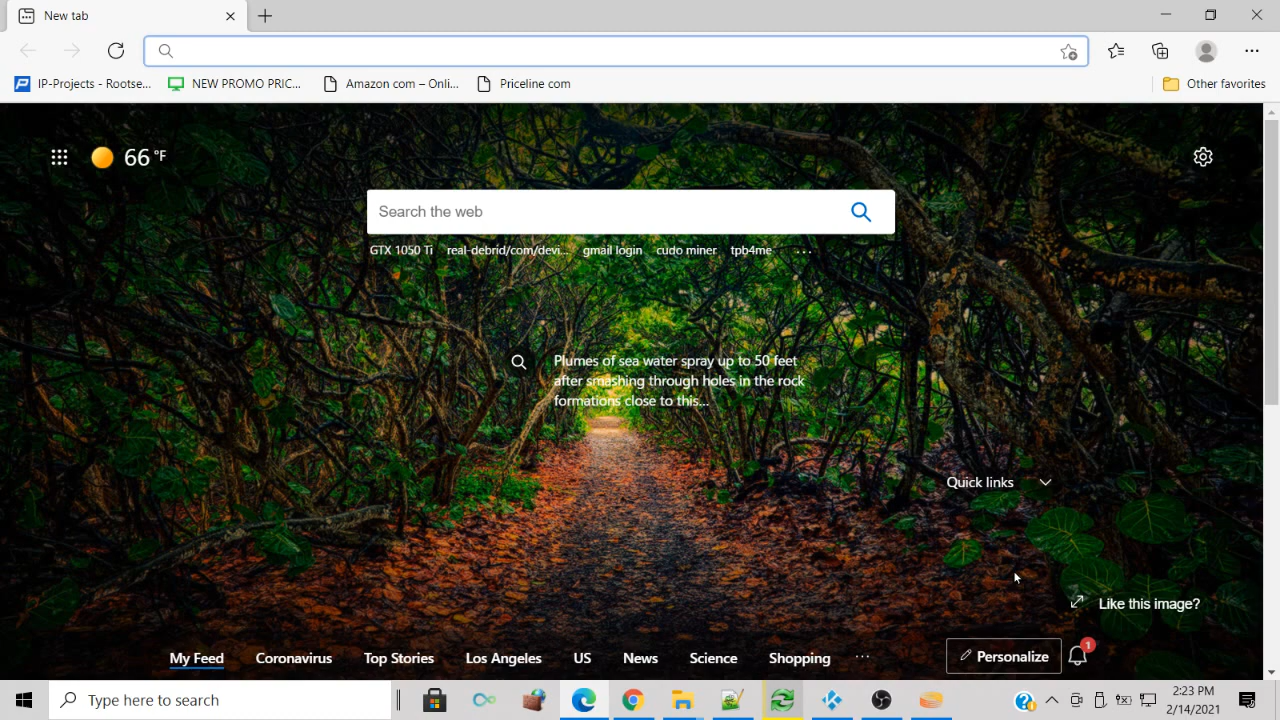 New tab
IP-Projects - Rootse...
NEW PROMO PRIC...
Amazon com – Onli...
Priceline com
Other favorites
66 °F
Search the web
GTX 1050 Ti
real-debrid/com/devi...
gmail login
cudo miner
tpb4me
...
Plumes of sea water spray up to 50 feet
after smashing through holes in the rock
formations close to this...
Quick links
Like this image?
My Feed
Coronavirus
Top Stories
Los Angeles
US
News
Science
Shopping
...
Personalize
1
Type here to search
2:23 PM
2/14/2021